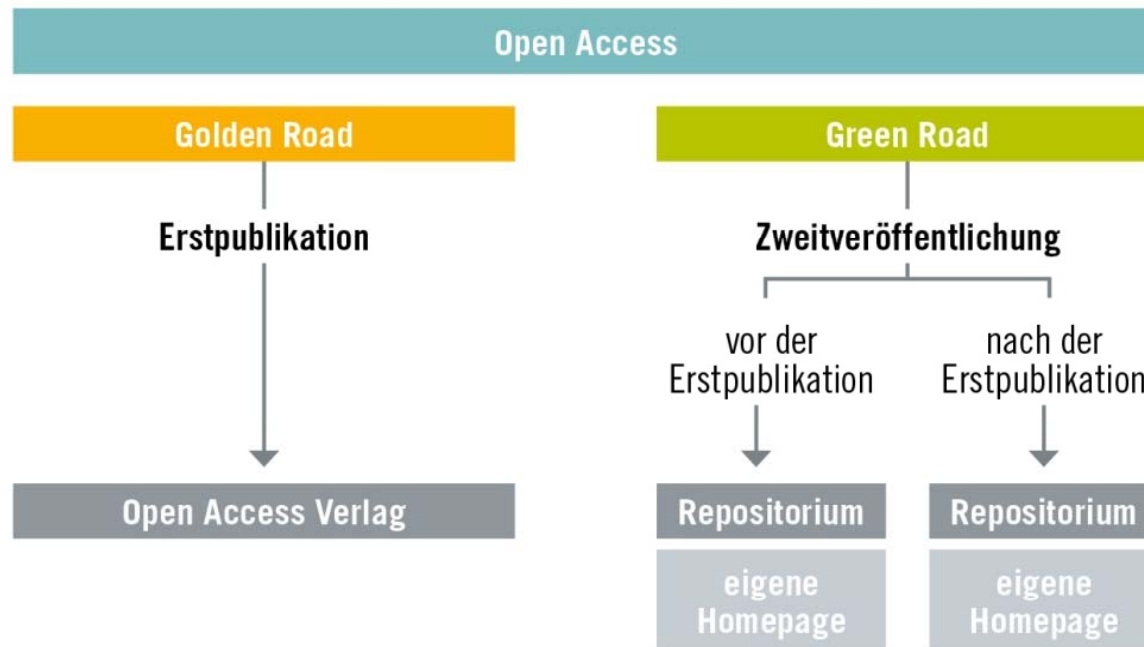 Open Access
Golden Road
Green Road
Erstpublikation
Zweitveröffentlichung
vor der
Erstpublikation
nach der
Erstpublikation
Open Access Verlag
Repositorium
Repositorium
eigene
Homepage
eigene
Homepage